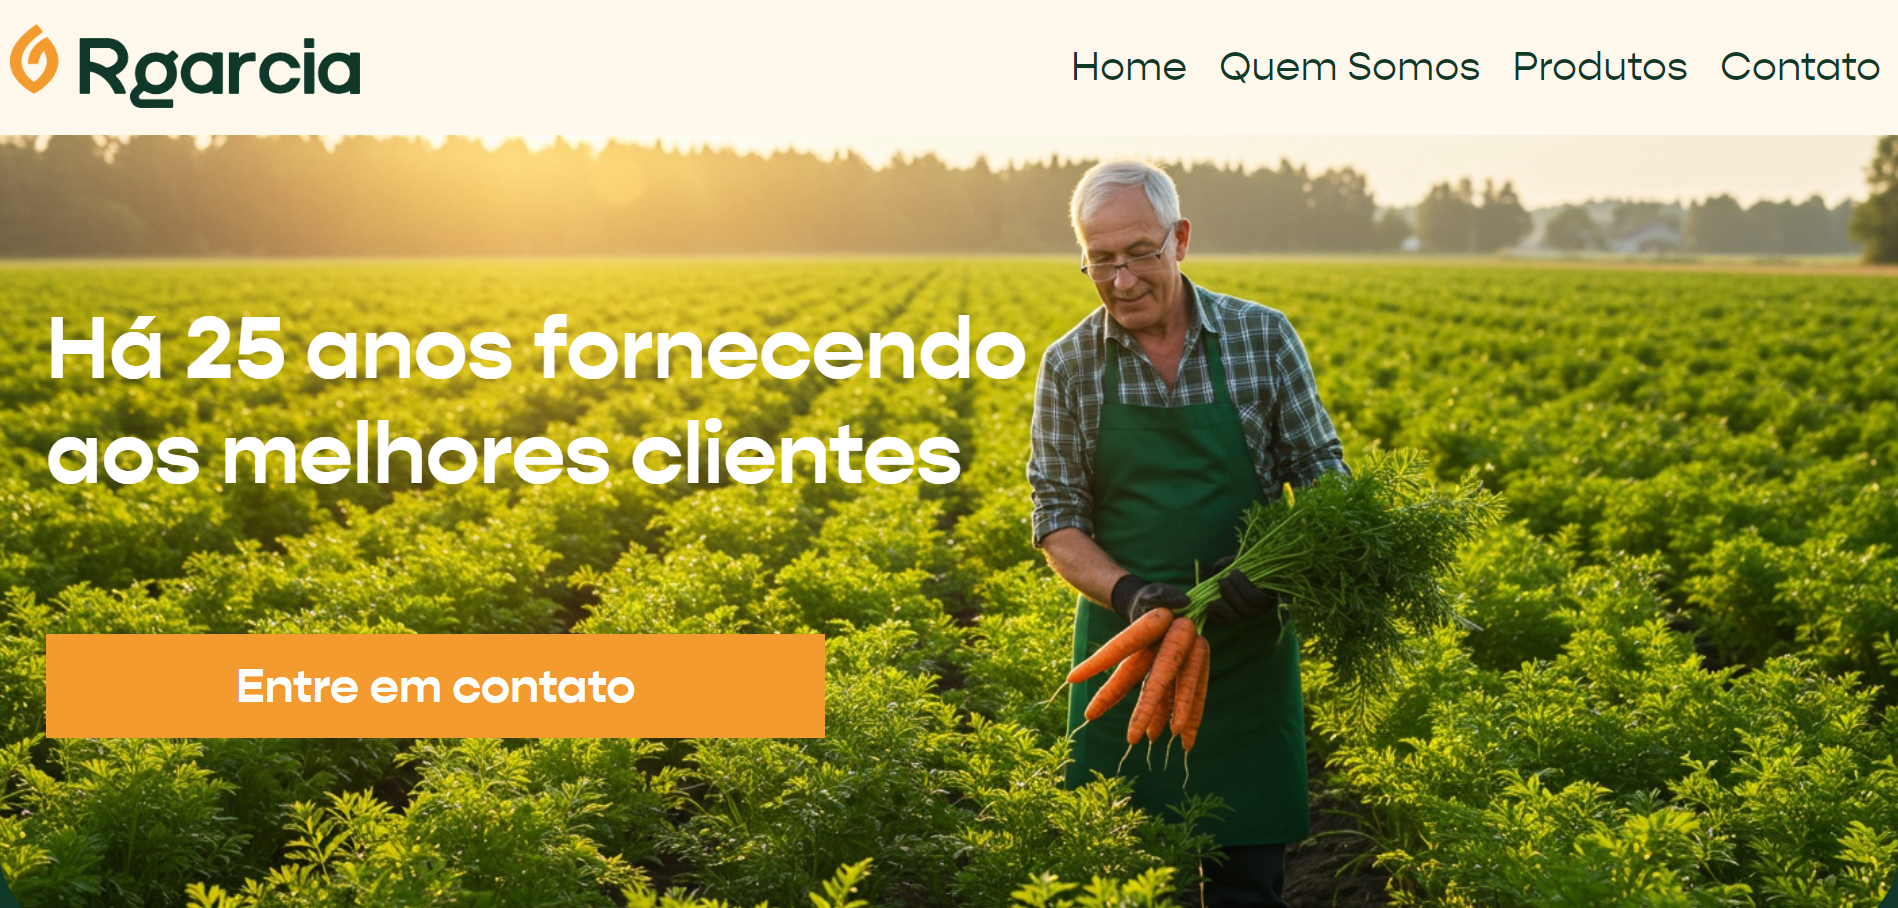 Rgarcia
Home Quem Somos Produtos Contato
Há 25 anos fornecendo
aos melhores clientes
Entre em contato